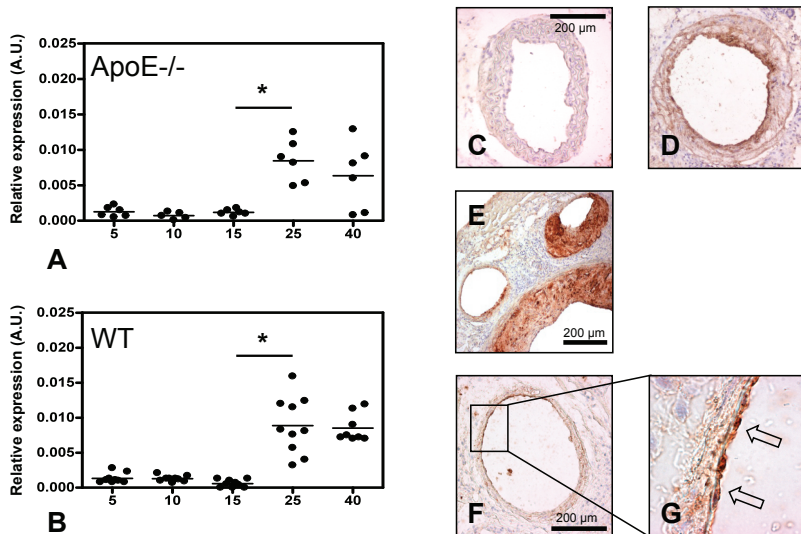 Relative expression (A.U.)
0.025
0.020
0.015
0.010
0.005
0.000
ApoE-/-
*
5 10 15 25 40
A
Relative expression (A.U.)
0.025
0.020
0.015
0.010
0.005
0.000
WT
*
5 10 15 25 40
B
200 µm
C
D
E
200 µm
F
200 µm
G